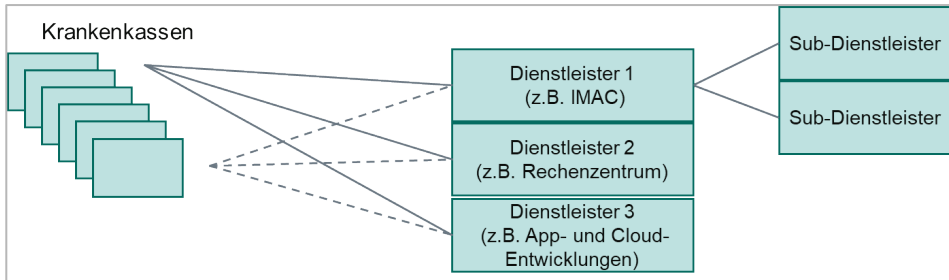 Krankenkassen
Dienstleister 1
(z.B. IMAC)
Dienstleister 2
(z.B. Rechenzentrum)
Dienstleister 3
(z.B. App- und Cloud-
Entwicklungen)
Sub-Dienstleister
Sub-Dienstleister